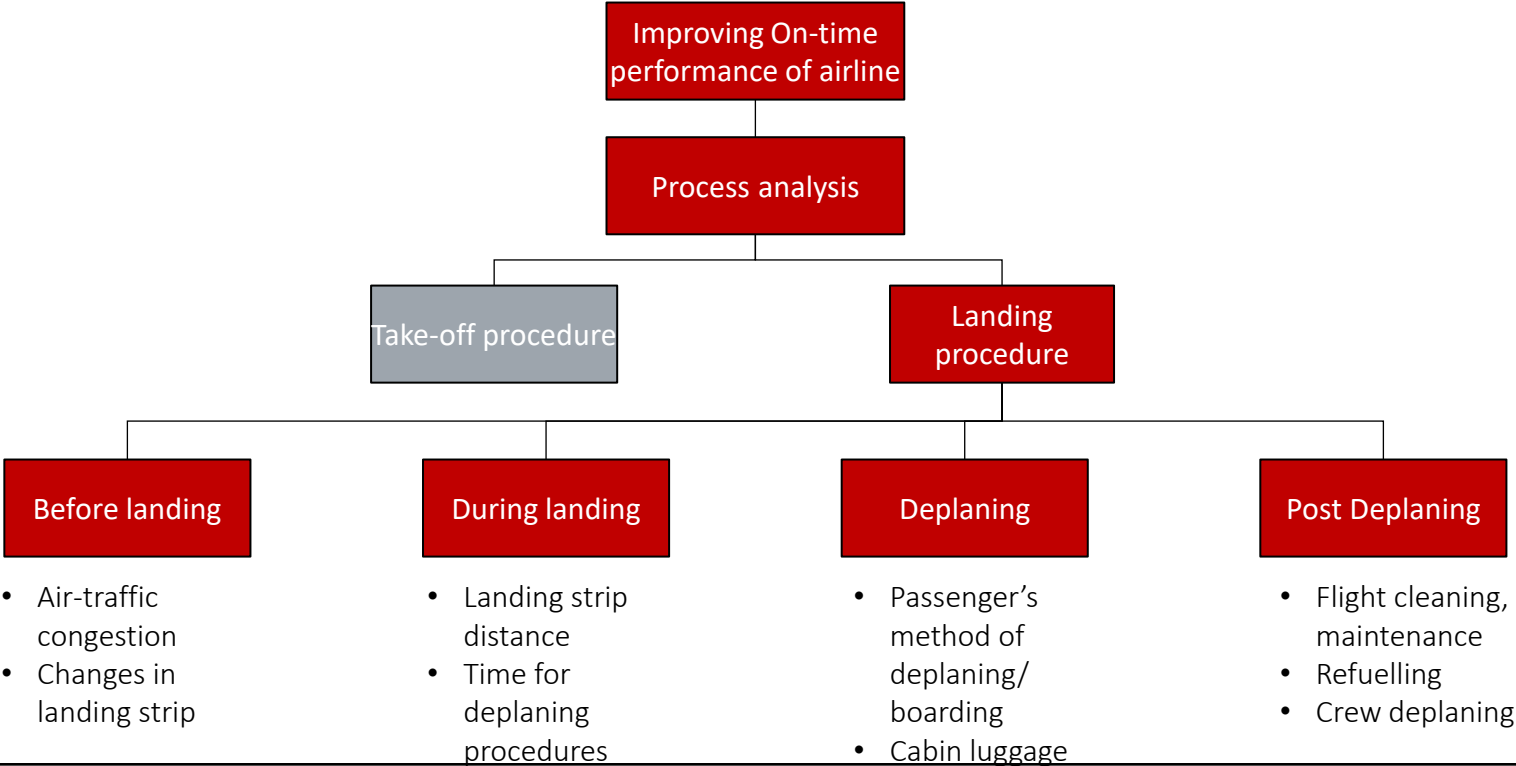 Improving On-time
performance of airline
Process analysis
Take-off procedure
Landing
procedure
Before landing
During landing
Deplaning
Post Deplaning
• Air-traffic
congestion
• Changes in
landing strip
• Landing strip
distance
• Time for
deplaning
procedures
• Passenger’s
method of
deplaning/
boarding
• Cabin luggage
• Flight cleaning,
maintenance
• Refuelling
• Crew deplaning